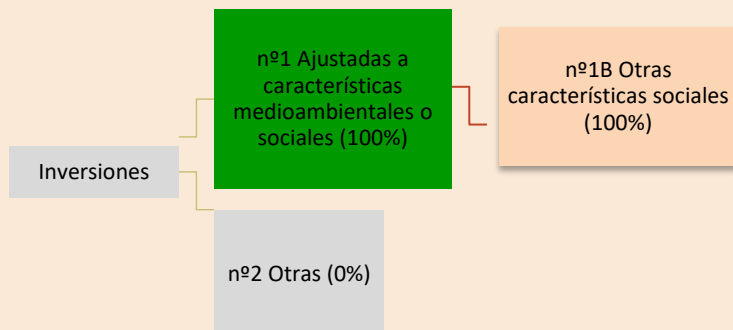 nº1 Ajustadas a
características
medioambientales o
sociales (100%)
nº1B Otras
características sociales
(100%)
Inversiones
nº2 Otras (0%)